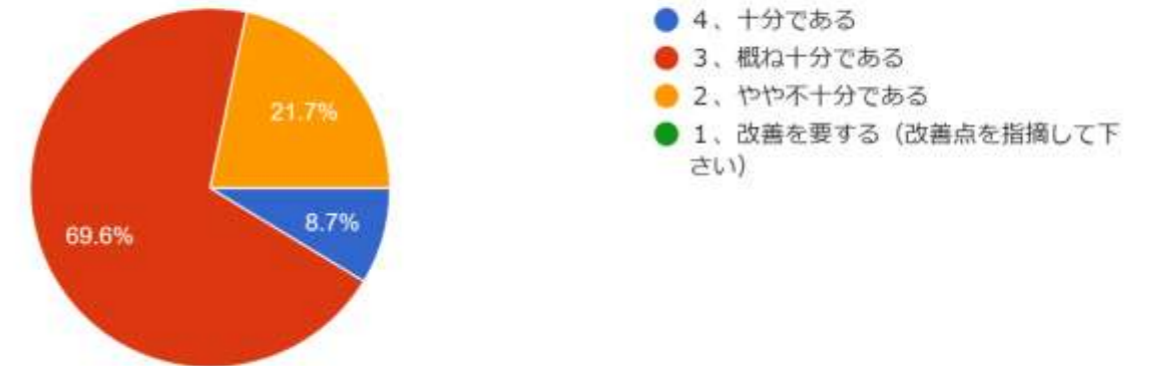 4、十分である
3、概ね十分である
2、やや不十分である
1、改善を要する（改善点を指摘して下
さい）
21.7%
8.7%
69.6%